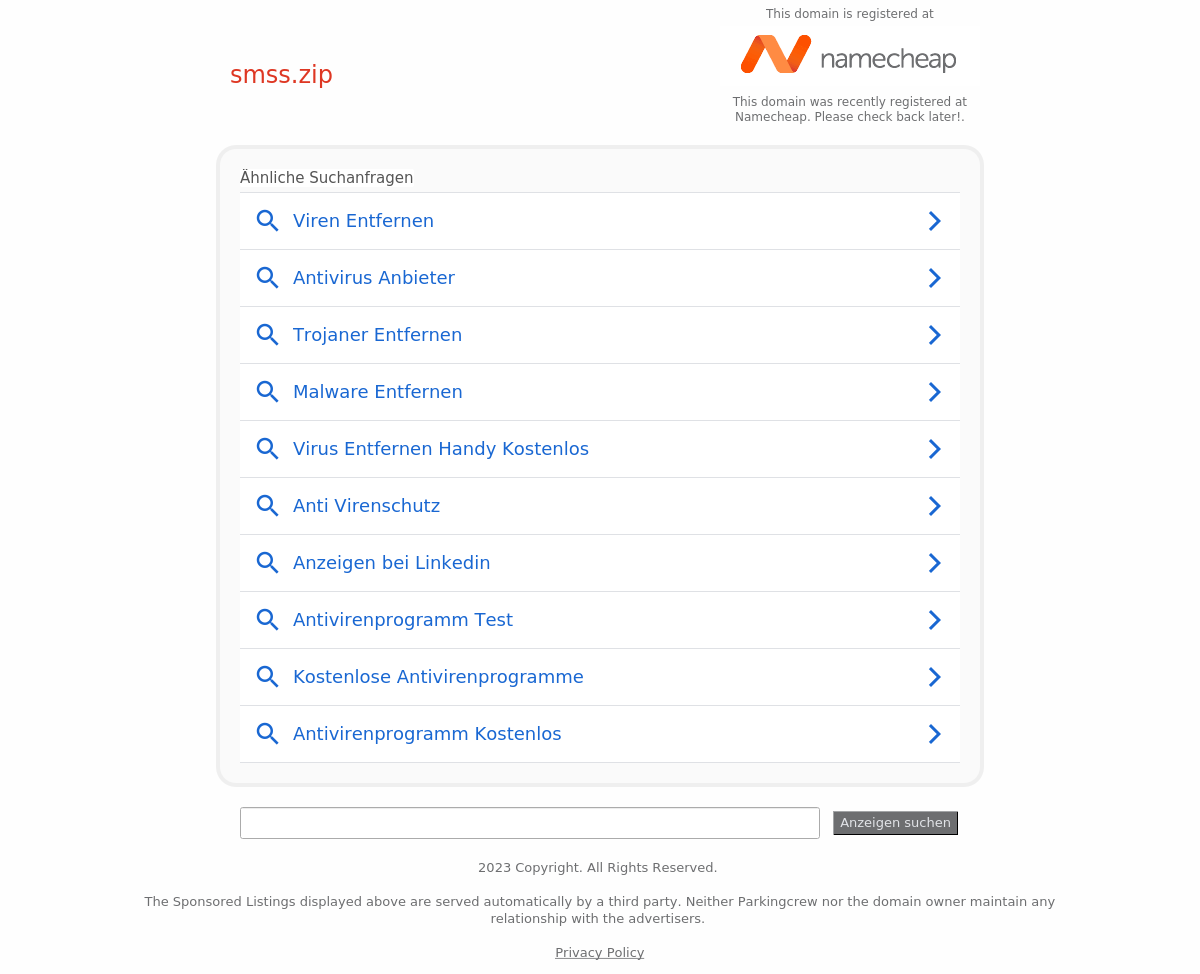 This domain is registered at
namecheap
smss.zip
This domain was recently registered at
Namecheap. Please check back later!.
Ähnliche Suchanfragen
Viren Entfernen
Antivirus Anbieter
Trojaner Entfernen
Malware Entfernen
Virus Entfernen Handy Kostenlos
Anti Virenschutz
Anzeigen bei Linkedin
Antivirenprogramm Test
Kostenlose Antivirenprogramme
Antivirenprogramm Kostenlos
Anzeigen suchen
2023 Copyright. All Rights Reserved.
The Sponsored Listings displayed above are served automatically by a third party. Neither Parkingcrew nor the domain owner maintain any
relationship with the advertisers.
Privacy Policy